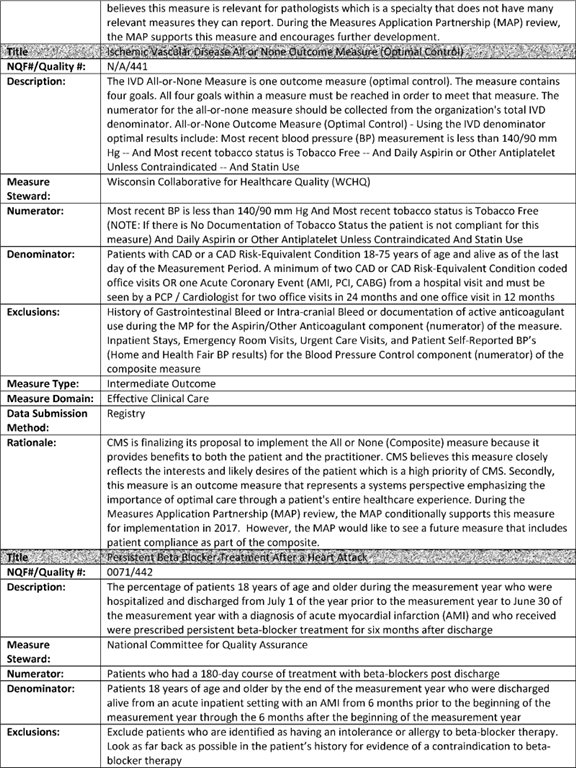 believes this measure is relevant for pathologists which is a specialty that does not have many
relevant measures they can report. During the Measures Application Partnership (MAP) review,
the MAP supports this measure and encourages further development.
Title Ischemic Vascular Disease All or None Outcome Measure (Optimal Control)
NQF#/Quality #: N/A/441
Description: The IVD All-or-None Measure is one outcome measure (optimal control). The measure contains
four goals. All four goals within a measure must be reached in order to meet that measure. The
numerator for the all-or-none measure should be collected from the organization's total IVD
denominator. All-or-None Outcome Measure (Optimal Control) - Using the IVD denominator
optimal results include: Most recent blood pressure (BP) measurement is less than 140/90 mm
Hg -- And Most recent tobacco status is Tobacco Free -- And Daily Aspirin or Other Antiplatelet
Unless Contraindicated -- And Statin Use
Measure Wisconsin Collaborative for Healthcare Quality (WCHQ)
Steward:
Numerator: Most recent BP is less than 140/90 mm Hg And Most recent tobacco status is Tobacco Free
(NOTE: If there is No Documentation of Tobacco Status the patient is not compliant for this
measure) And Daily Aspirin or Other Antiplatelet Unless Contraindicated And Statin Use
Denominator: Patients with CAD or a CAD Risk-Equivalent Condition 18-75 years of age and alive as of the last
day of the Measurement Period. A minimum of two CAD or CAD Risk-Equivalent Condition coded
office visits OR one Acute Coronary Event (AMI, PCI, CABG) from a hospital visit and must be
seen by a PCP / Cardiologist for two office visits in 24 months and one office visit in 12 months
Exclusions: History of Gastrointestinal Bleed or Intra-cranial Bleed or documentation of active anticoagulant
use during the MP for the Aspirin/Other Anticoagulant component (numerator) of the measure.
Inpatient Stays, Emergency Room Visits, Urgent Care Visits, and Patient Self-Reported BP's
(Home and Health Fair BP results) for the Blood Pressure Control component (numerator) of the
composite measure
Measure Type: Intermediate Outcome
Measure Domain: Effective Clinical Care
Data Submission Registry
Method:
Rationale: CMS is finalizing its proposal to implement the All or None (Composite) measure because it
provides benefits to both the patient and the practitioner. CMS believes this measure closely
reflects the interests and likely desires of the patient which is a high priority of CMS. Secondly,
this measure is an outcome measure that represents a systems perspective emphasizing the
importance of optimal care through a patient's entire healthcare experience. During the
Measures Application Partnership (MAP) review, the MAP conditionally supports this measure
for implementation in 2017. However, the MAP would like to see a future measure that includes
patient compliance as part of the composite.
Title Persistent Beta Blocker Treatment After a Heart Attack
NQF#/Quality #: 0071/442
Description: The percentage of patients 18 years of age and older during the measurement year who were
hospitalized and discharged from July 1 of the year prior to the measurement year to June 30 of
the measurement year with a diagnosis of acute myocardial infarction (AMI) and who received
were prescribed persistent beta-blocker treatment for six months after discharge
Measure National Committee for Quality Assurance
Steward:
Numerator: Patients who had a 180-day course of treatment with beta-blockers post discharge
Denominator: Patients 18 years of age and older by the end of the measurement year who were discharged
alive from an acute inpatient setting with an AMI from 6 months prior to the beginning of the
measurement year through the 6 months after the beginning of the measurement year
Exclusions: Exclude patients who are identified as having an intolerance or allergy to beta-blocker therapy.
Look as far back as possible in the patient's history for evidence of a contraindication to beta-
blocker therapy